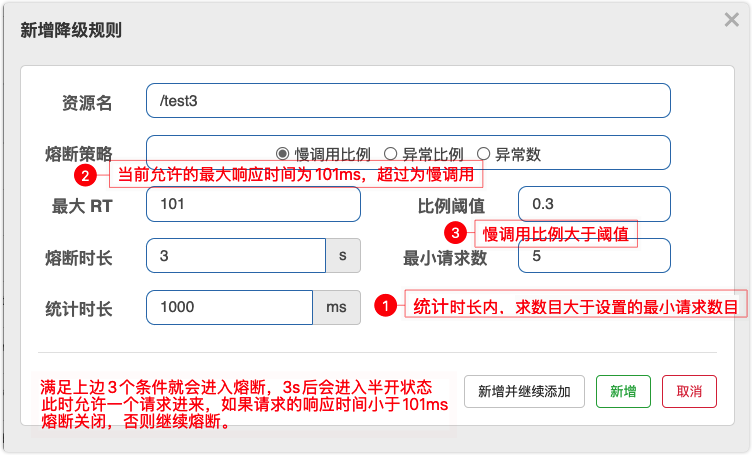 新增降级规则
×
资源名 /test3
熔断策略 慢调用比例 异常比例 异常数
2 当前允许的最大响应时间为101ms，超过为慢调用
最大 RT 101 比例阈值 0.3
3 慢调用比例大于阈值
熔断时长 3 s 最小请求数 5
统计时长 1000 ms 1 统计时长内，求数目大于设置的最小请求数目
满足上边3个条件就会进入熔断，3s后会进入半开状态
此时允许一个请求进来，如果请求的响应时间小于101ms
熔断关闭，否则继续熔断。
新增并继续添加 新增 取消